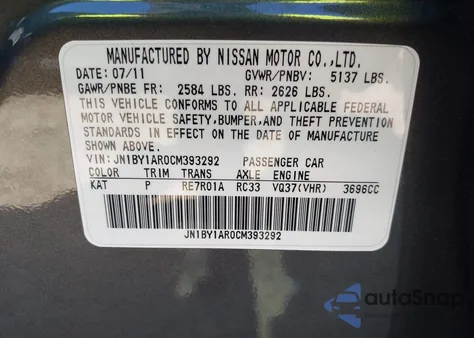 MANUFACTURED BY NISSAN MOTOR CO.,LTD.
DATE: 07/11 GVWR/PNBV: 5137 LBS.
GAWR/PNBE FR: 2584 LBS. RR: 2626 LBS.
THIS VEHICLE CONFORMS TO ALL APPLICABLE FEDERAL
MOTOR VEHICLE SAFETY,BUMPER,AND THEFT PREVENTION
STANDARDS IN EFFECT ON THE DATE OF MANUFACTURE
SHOWN ABOVE.
VIN: JN1BY1AR0CM393292 PASSENGER CAR
COLOR TRIM TRANS AXLE ENGINE
KAT P RE7R01A RC33 VQ37(VHR) 3696CC
JN1BY1AR0CM393292
autoSnap